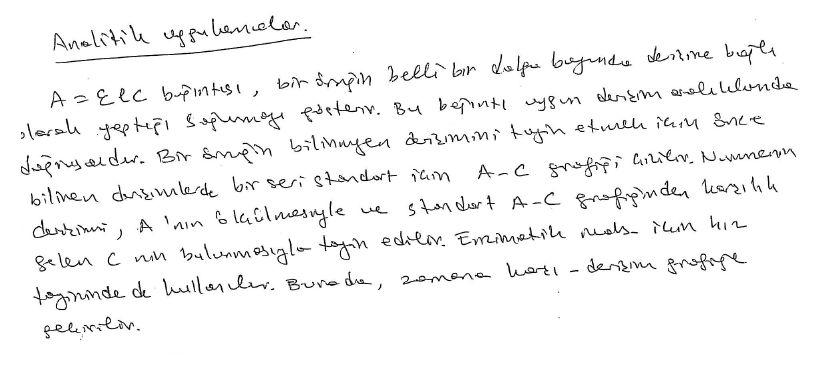 Analitik uygulamalar.
A = Ɛlc bağıntısı, bir örneğin belli bir dalga boyunda derişime bağlı
olarak yaptığı soğurmayı gösterir. Bu bağıntı uygun derişim aralıklarında
doğrusaldır. Bir örneğin bilinmeyen derişimini tayin etmek için önce
bilinen derişimlerde bir seri standart için A-C grafiği çizilir. Numunenin
derişimi, A'nın ölçülmesiyle ve standart A-C grafiğinden karşılık
gelen C nin bulunmasıyla tayin edilir. Enzimatik reaks- için hız
tayininde de kullanılır. Burada, zamana karşı - derişim grafiğe
geçirilir.